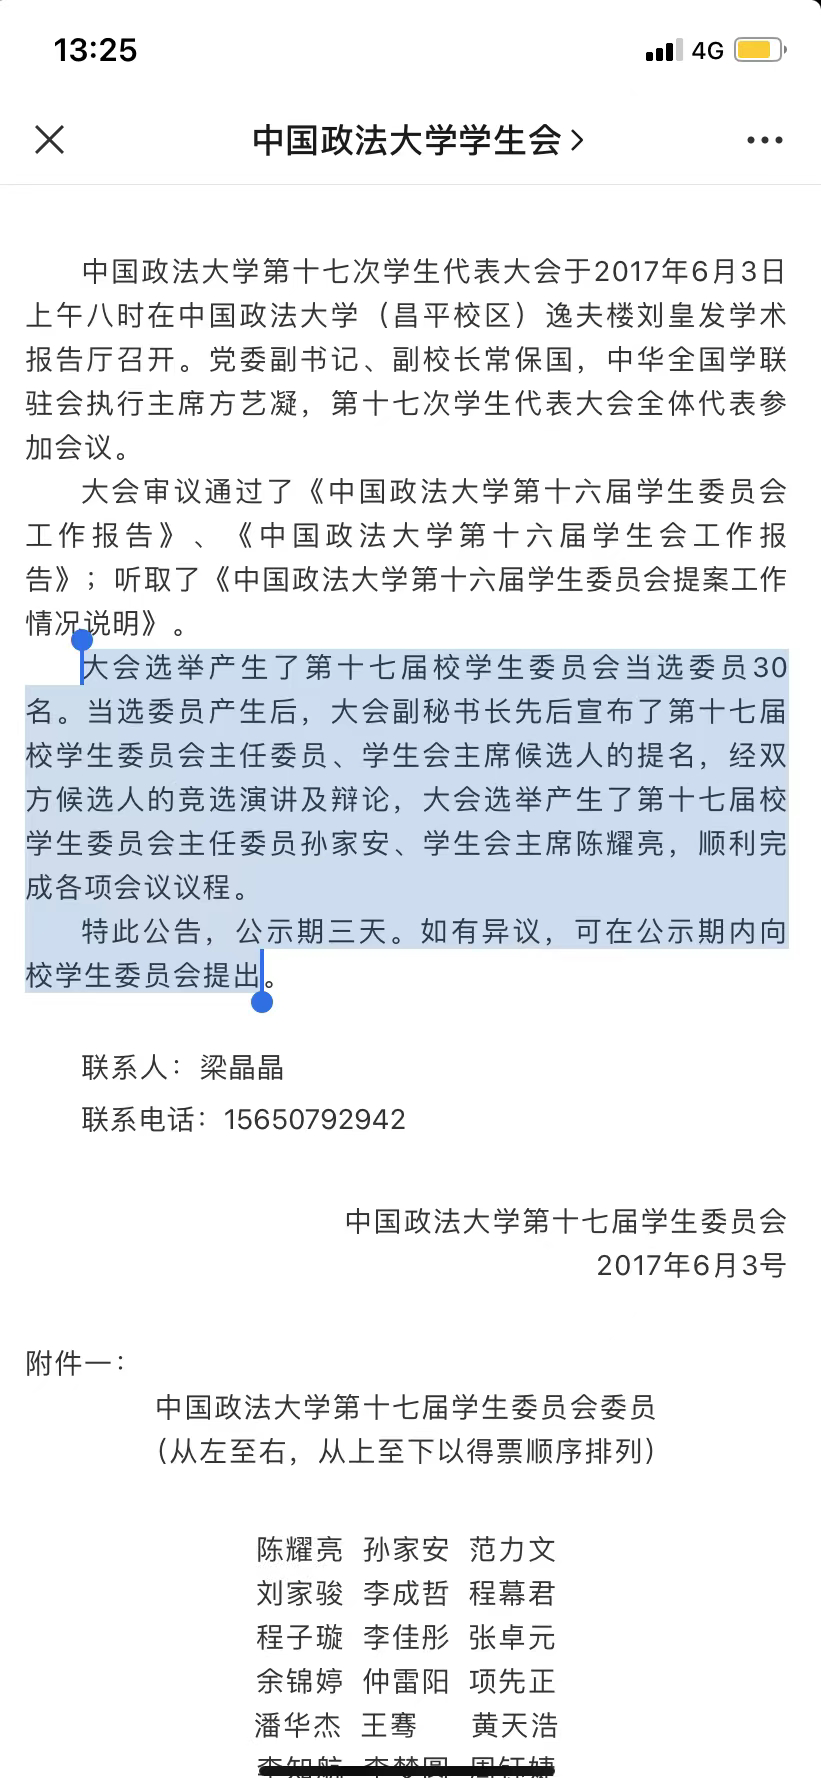 13:25
4G
中国政法大学学生会
中国政法大学第十七次学生代表大会于2017年6月3日
上午八时在中国政法大学（昌平校区）逸夫楼刘皇发学术
报告厅召开。党委副书记、副校长常保国，中华全国学联
驻会执行主席方艺凝，第十七次学生代表大会全体代表参
加会议。
大会审议通过了《中国政法大学第十六届学生委员会
工作报告》、《中国政法大学第十六届学生会工作报
告》；听取了《中国政法大学第十六届学生委员会提案工作
情况说明》。
大会选举产生了第十七届校学生委员会当选委员30
名。当选委员产生后，大会副秘书长先后宣布了第十七届
校学生委员会主任委员、学生会主席候选人的提名，经双
方候选人的竞选演讲及辩论，大会选举产生了第十七届校
学生委员会主任委员孙家安、学生会主席陈耀亮，顺利完
成各项会议议程。
特此公告，公示期三天。如有异议，可在公示期内向
校学生委员会提出。
联系人：梁晶晶
联系电话：15650792942
中国政法大学第十七届学生委员会
2017年6月3号
附件一：
中国政法大学第十七届学生委员会委员
（从左至右，从上至下以得票顺序排列）
陈耀亮 孙家安 范力文
刘家骏 李成哲 程幕君
程子璇 李佳彤 张卓元
余锦婷 仲雷阳 项先正
潘华杰 王骞 黄天浩